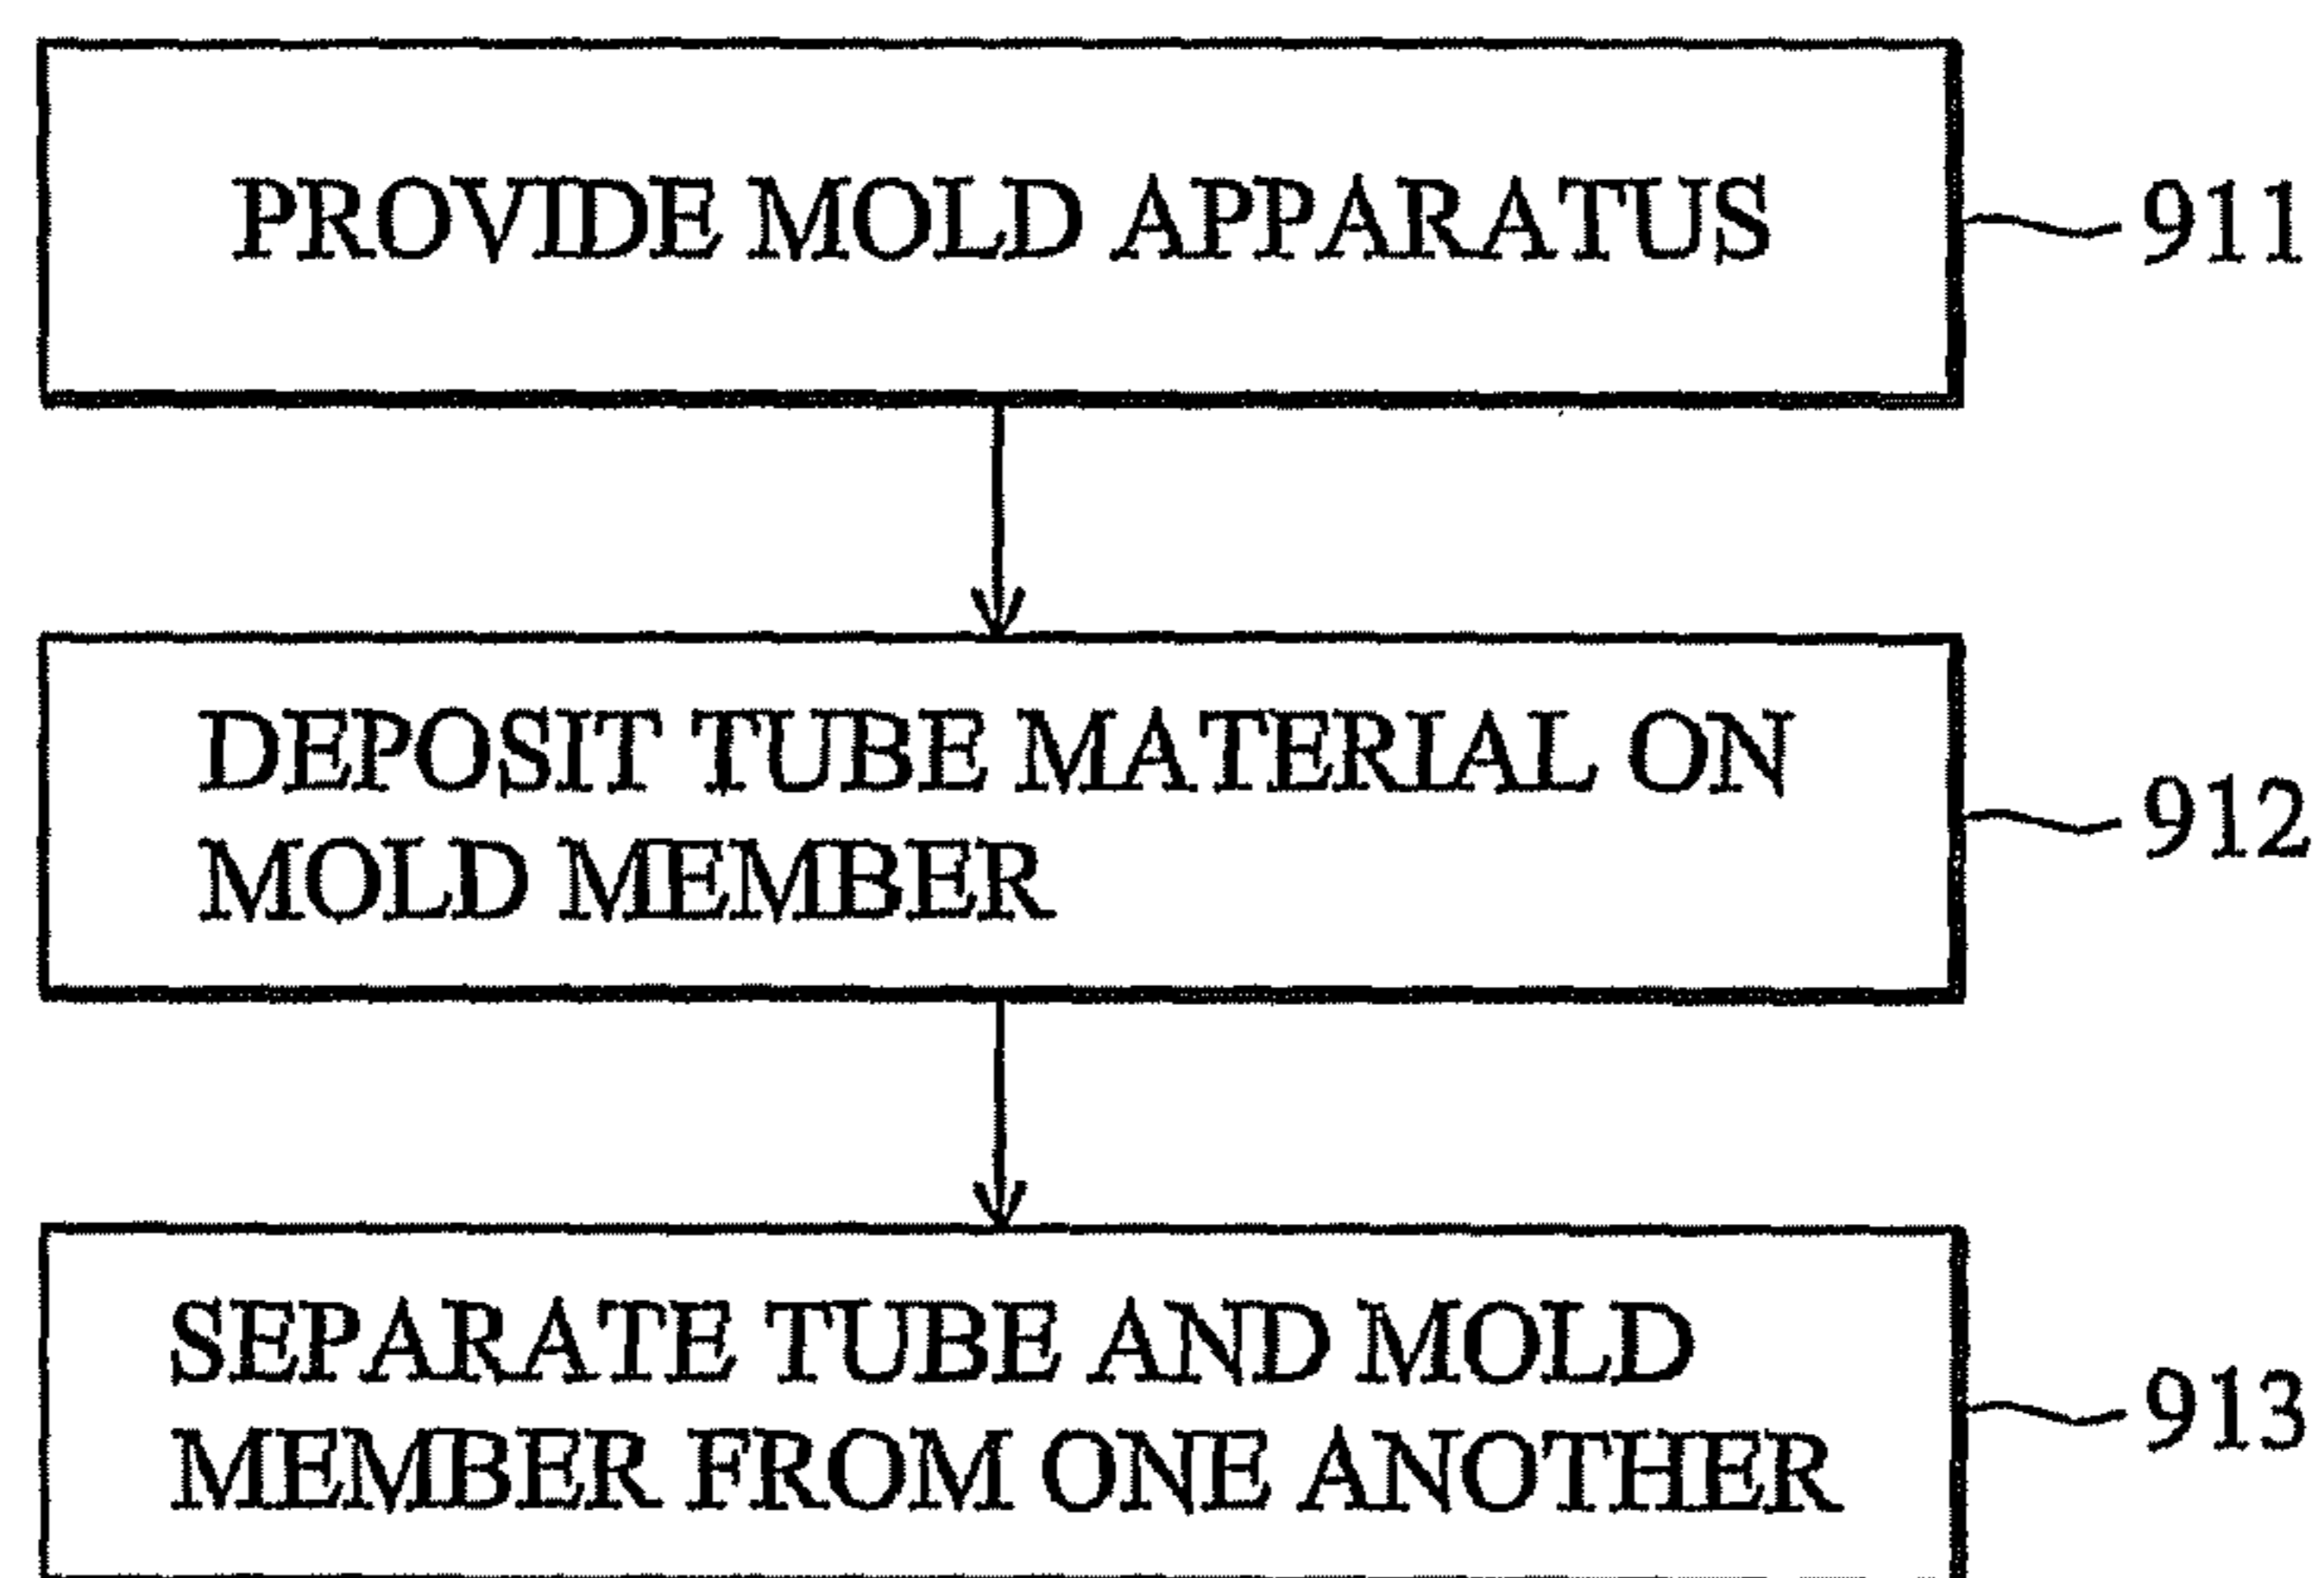 PROVIDE MOLD APPARATUS
911
DEPOSIT TUBE MATERIAL ON
MOLD MEMBER
912
SEPARATE TUBE AND MOLD
MEMBER FROM ONE ANOTHER
913